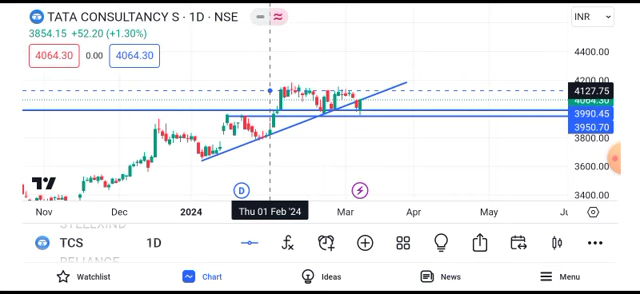 TATA CONSULTANCY S · 1D · NSE
INR
3854.15 +52.20 (+1.30%)
4064.30 0.00 4064.30
4400.00
4200.00
4127.75
4064.30
3990.45
3950.70
3800.00
3600.00
3400.00
D
Nov Dec 2024 Thu 01 Feb '24 Mar Apr May Ju
STEELXIND
TCS 1D
RELIANCE
Watchlist Chart Ideas News Menu